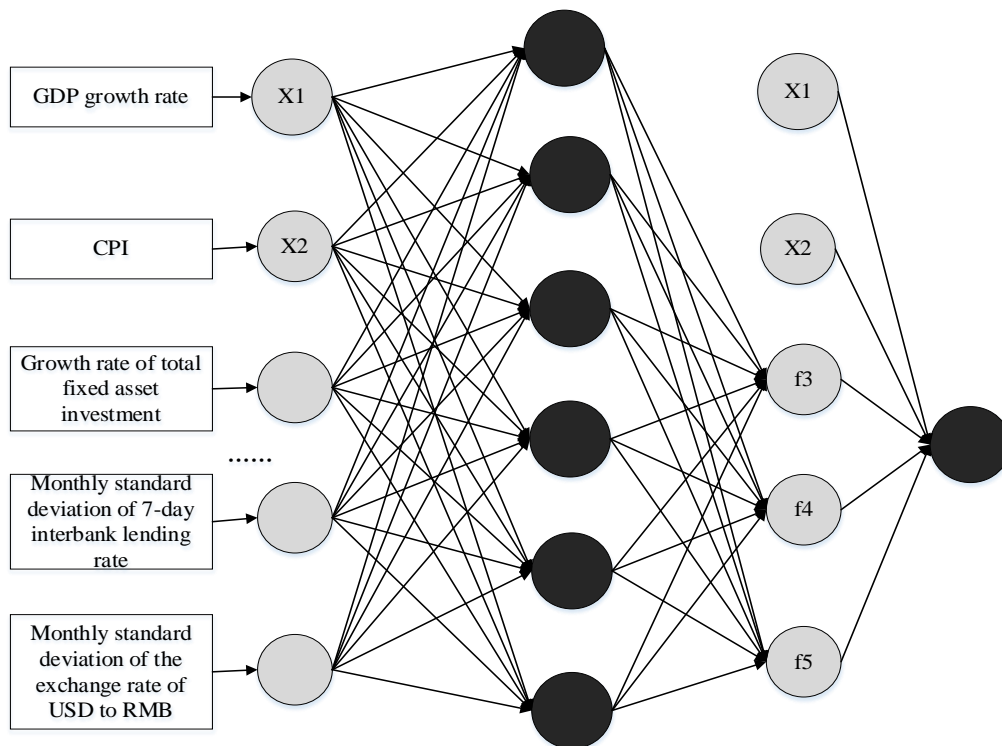 GDP growth rate
X1
X1
CPI
X2
X2
Growth rate of total
fixed asset
investment
f3
......
Monthly standard
deviation of 7-day
interbank lending
rate
f4
Monthly standard
deviation of the
exchange rate of
USD to RMB
f5